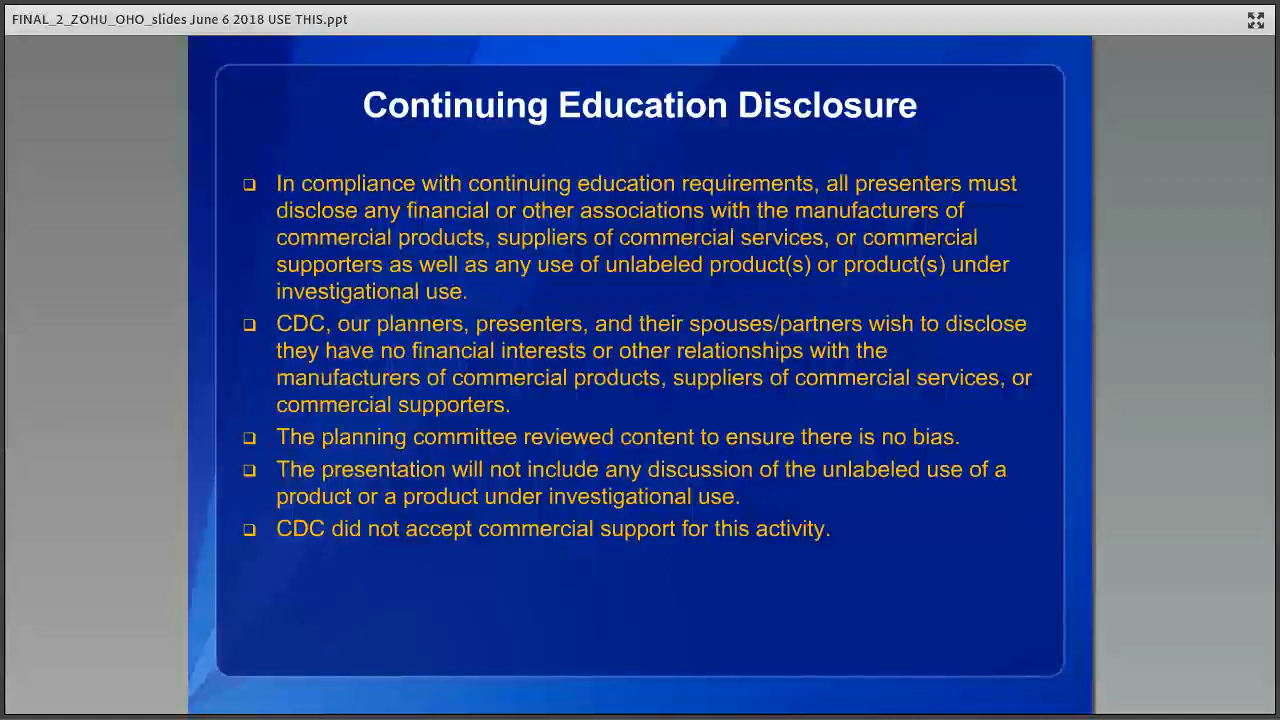 FINAL_2_ZOHU_OHO_slides June 6 2018 USE THIS.ppt
Continuing Education Disclosure
In compliance with continuing education requirements, all presenters must
disclose any financial or other associations with the manufacturers of
commercial products, suppliers of commercial services, or commercial
supporters as well as any use of unlabeled product(s) or product(s) under
investigational use.
CDC, our planners, presenters, and their spouses/partners wish to disclose
they have no financial interests or other relationships with the
manufacturers of commercial products, suppliers of commercial services, or
commercial supporters.
The planning committee reviewed content to ensure there is no bias.
The presentation will not include any discussion of the unlabeled use of a
product or a product under investigational use.
CDC did not accept commercial support for this activity.